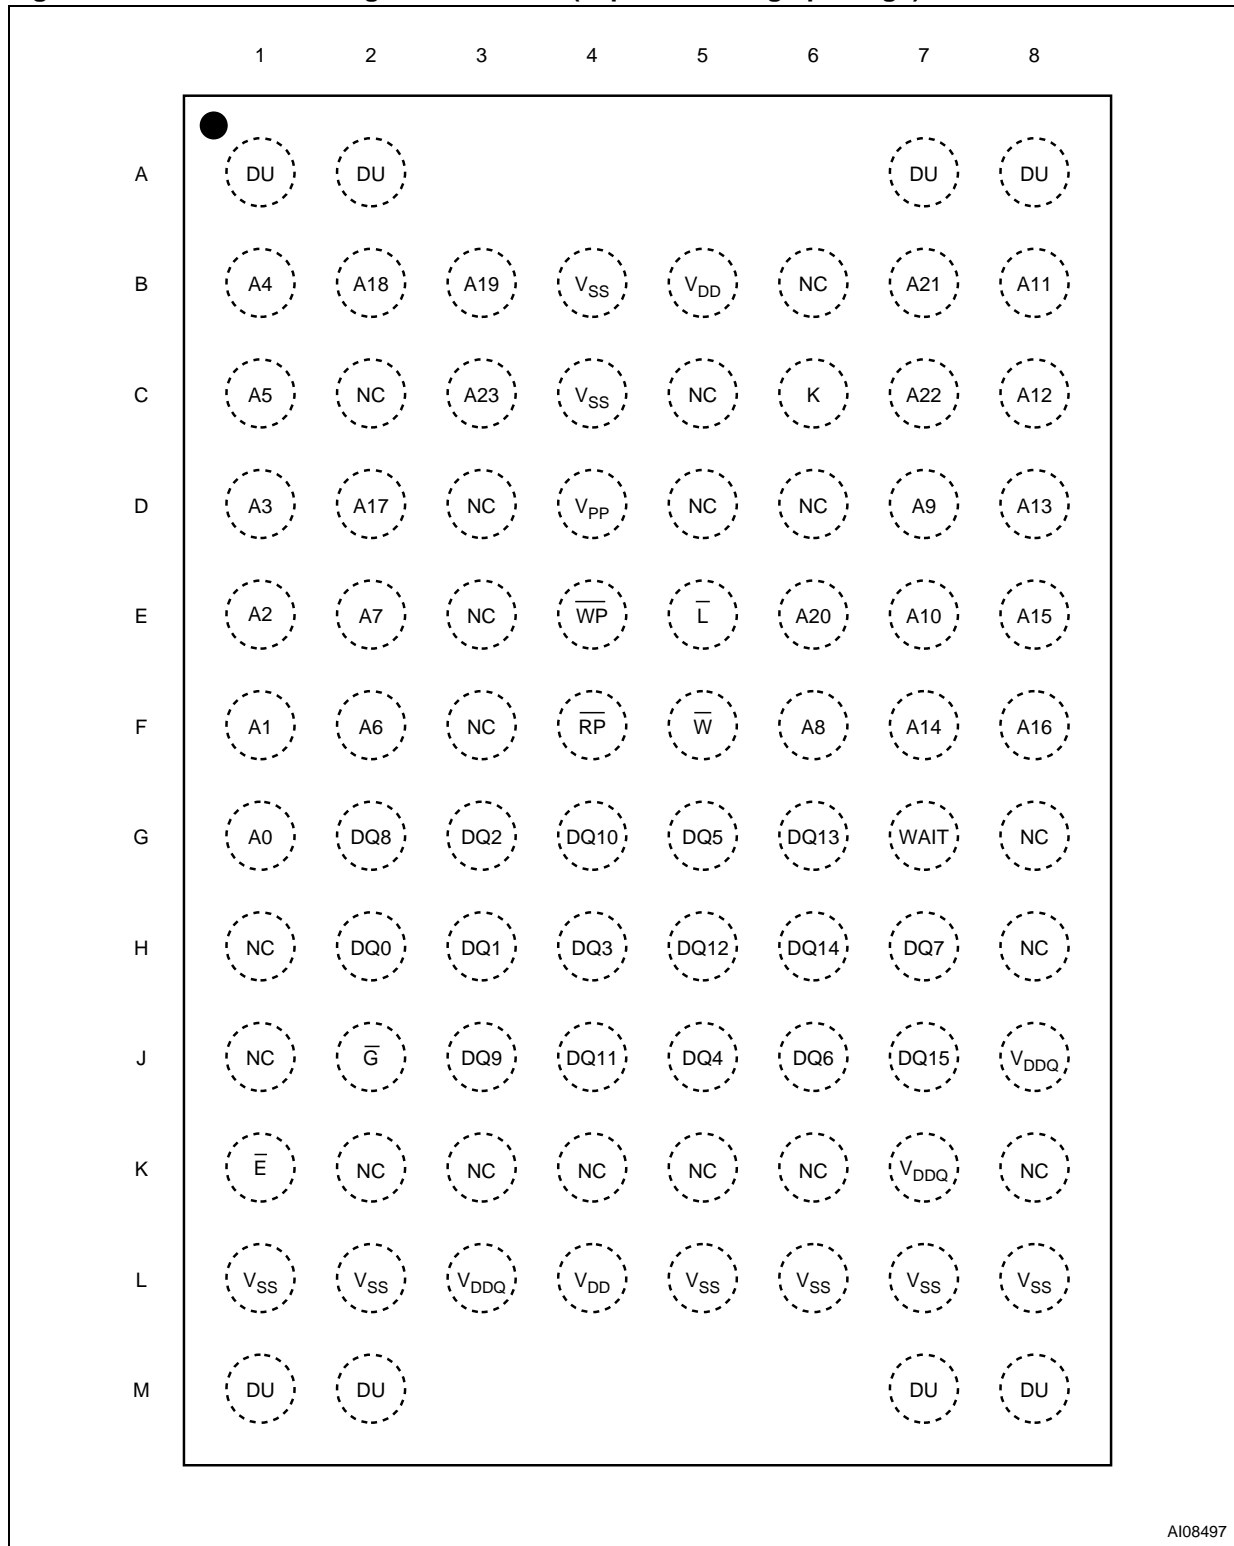 1 2 3 4 5 6 7 8
A DU DU DU DU
B A4 A18 A19 VSS VDD NC A21 A11
C A5 NC A23 VSS NC K A22 A12
D A3 A17 NC VPP NC NC A9 A13
E A2 A7 NC W̅P̅ L̅ A20 A10 A15
F A1 A6 NC R̅P̅ W̅ A8 A14 A16
G A0 DQ8 DQ2 DQ10 DQ5 DQ13 WAIT NC
H NC DQ0 DQ1 DQ3 DQ12 DQ14 DQ7 NC
J NC G̅ DQ9 DQ11 DQ4 DQ6 DQ15 VDDQ
K E̅ NC NC NC NC NC VDDQ NC
L VSS VSS VDDQ VDD VSS VSS VSS VSS
M DU DU DU DU
AI08497